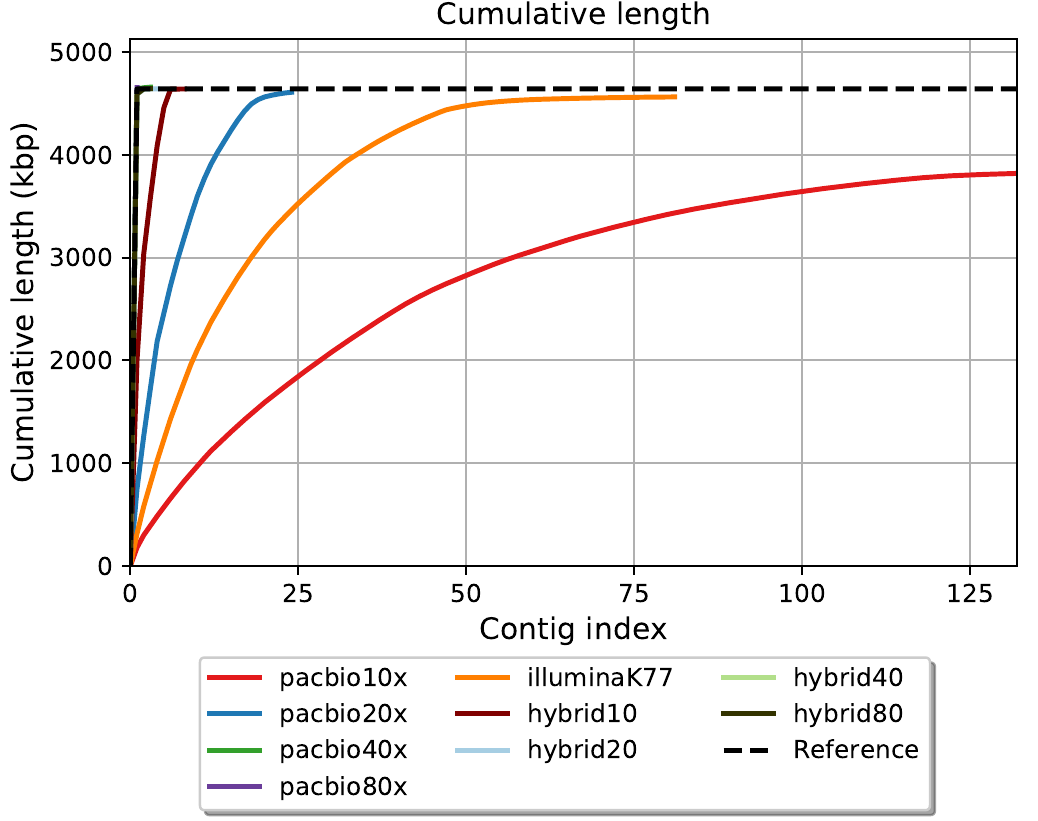 Cumulative length
Cumulative length (kbp)
5000
4000
3000
2000
1000
0
0 25 50 75 100 125
Contig index
pacbio10x illuminaK77 hybrid40
pacbio20x hybrid10 hybrid80
pacbio40x hybrid20 Reference
pacbio80x